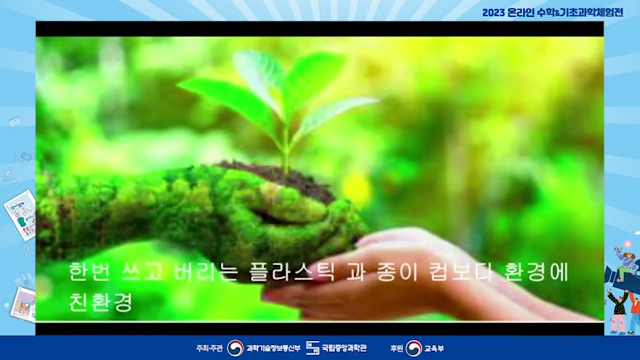 2023 온라인 수학&기초과학체험전
한번 쓰고 버리는 플라스틱 과 종이 컵보다 환경에
친환경
주최·주관 과학기술정보통신부 국립중앙과학관 후원 교육부